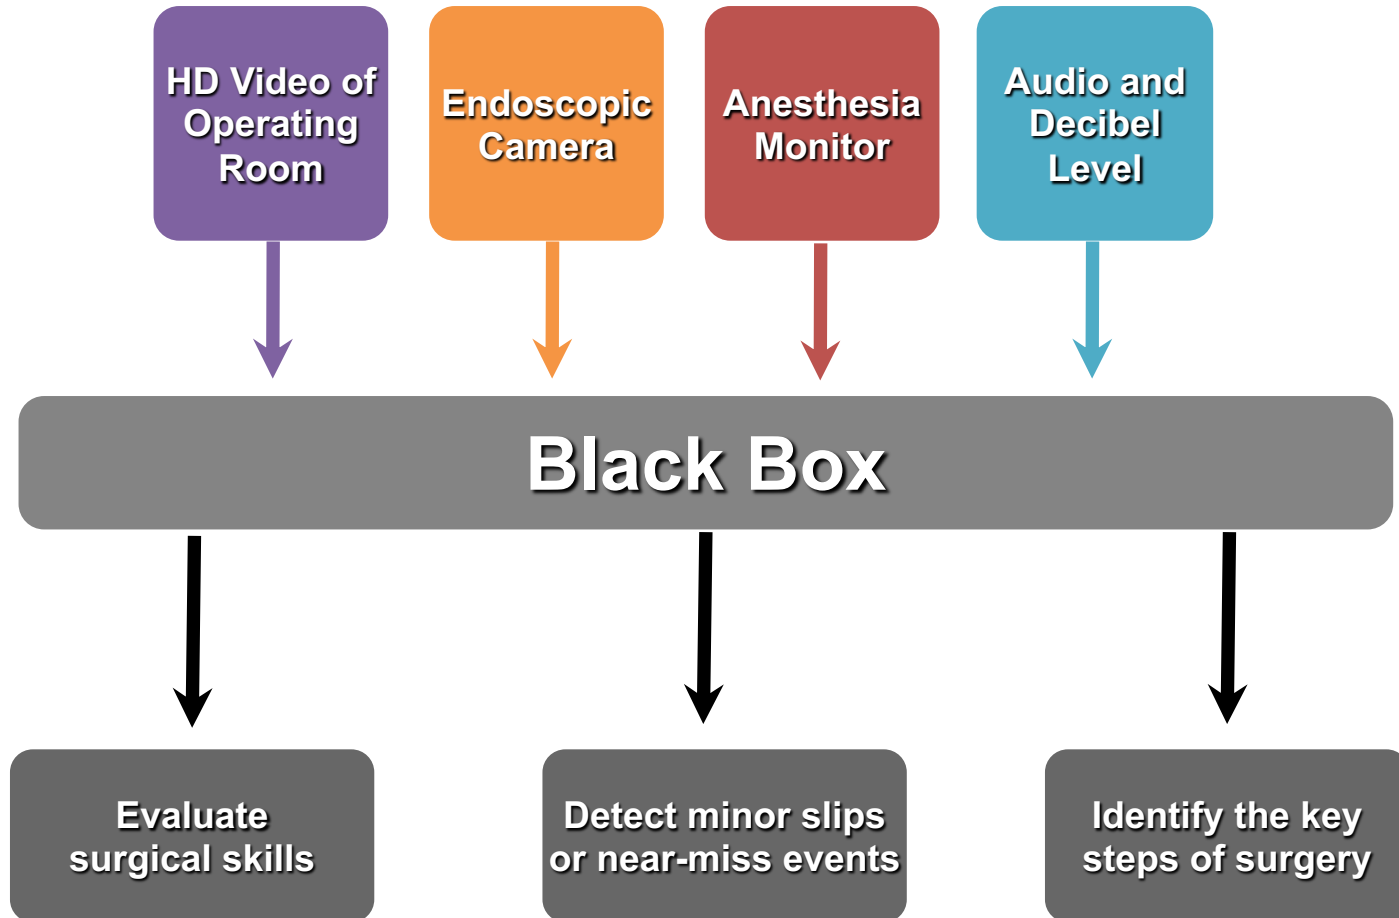 HD Video of
Operating
Room
Endoscopic
Camera
Anesthesia
Monitor
Audio and
Decibel
Level
Black Box
Evaluate
surgical skills
Detect minor slips
or near-miss events
Identify the key
steps of surgery